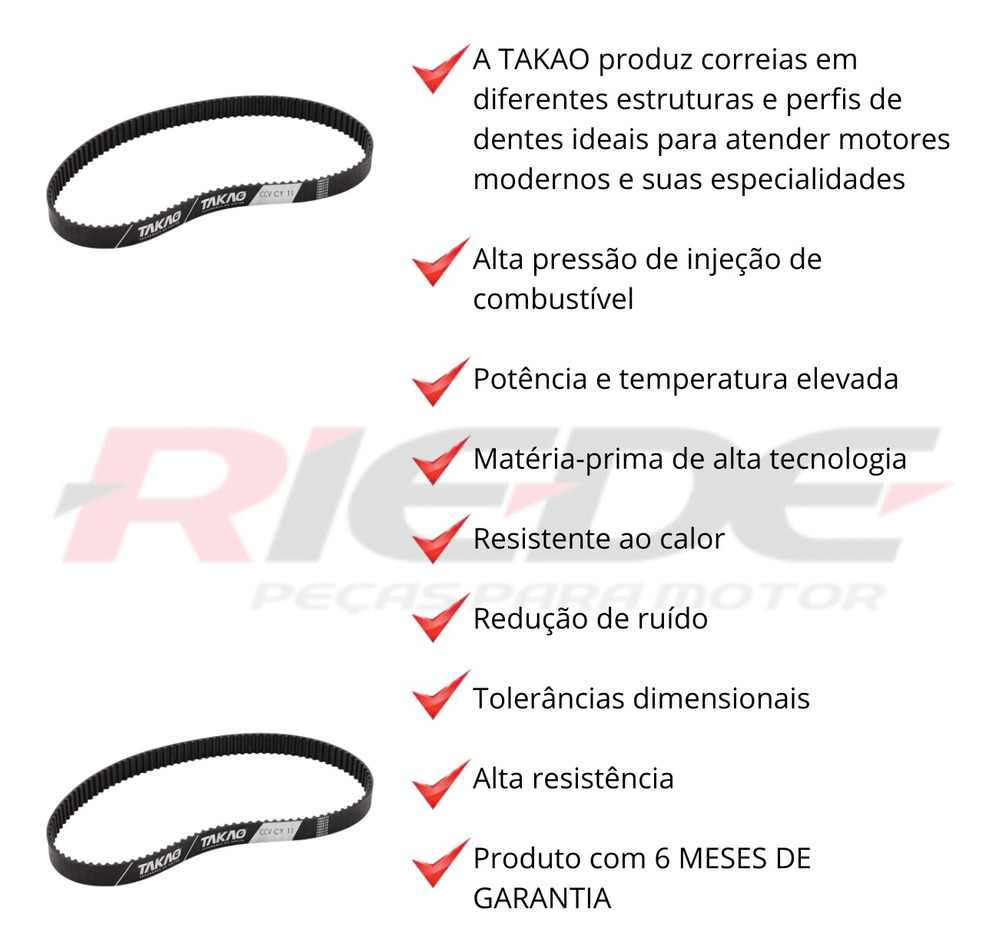 A TAKAO produz correias em
diferentes estruturas e perfis de
dentes ideais para atender motores
modernos e suas especialidades
TAKAO
TAKAO
CCV CY 11
Alta pressão de injeção de
combustível
Potência e temperatura elevada
RIEDE
PEÇAS PARA MOTOR
Matéria-prima de alta tecnologia
Resistente ao calor
Redução de ruído
Tolerâncias dimensionais
Alta resistência
TAKAO
TAKAO
CCV CY 11
Produto com 6 MESES DE
GARANTIA